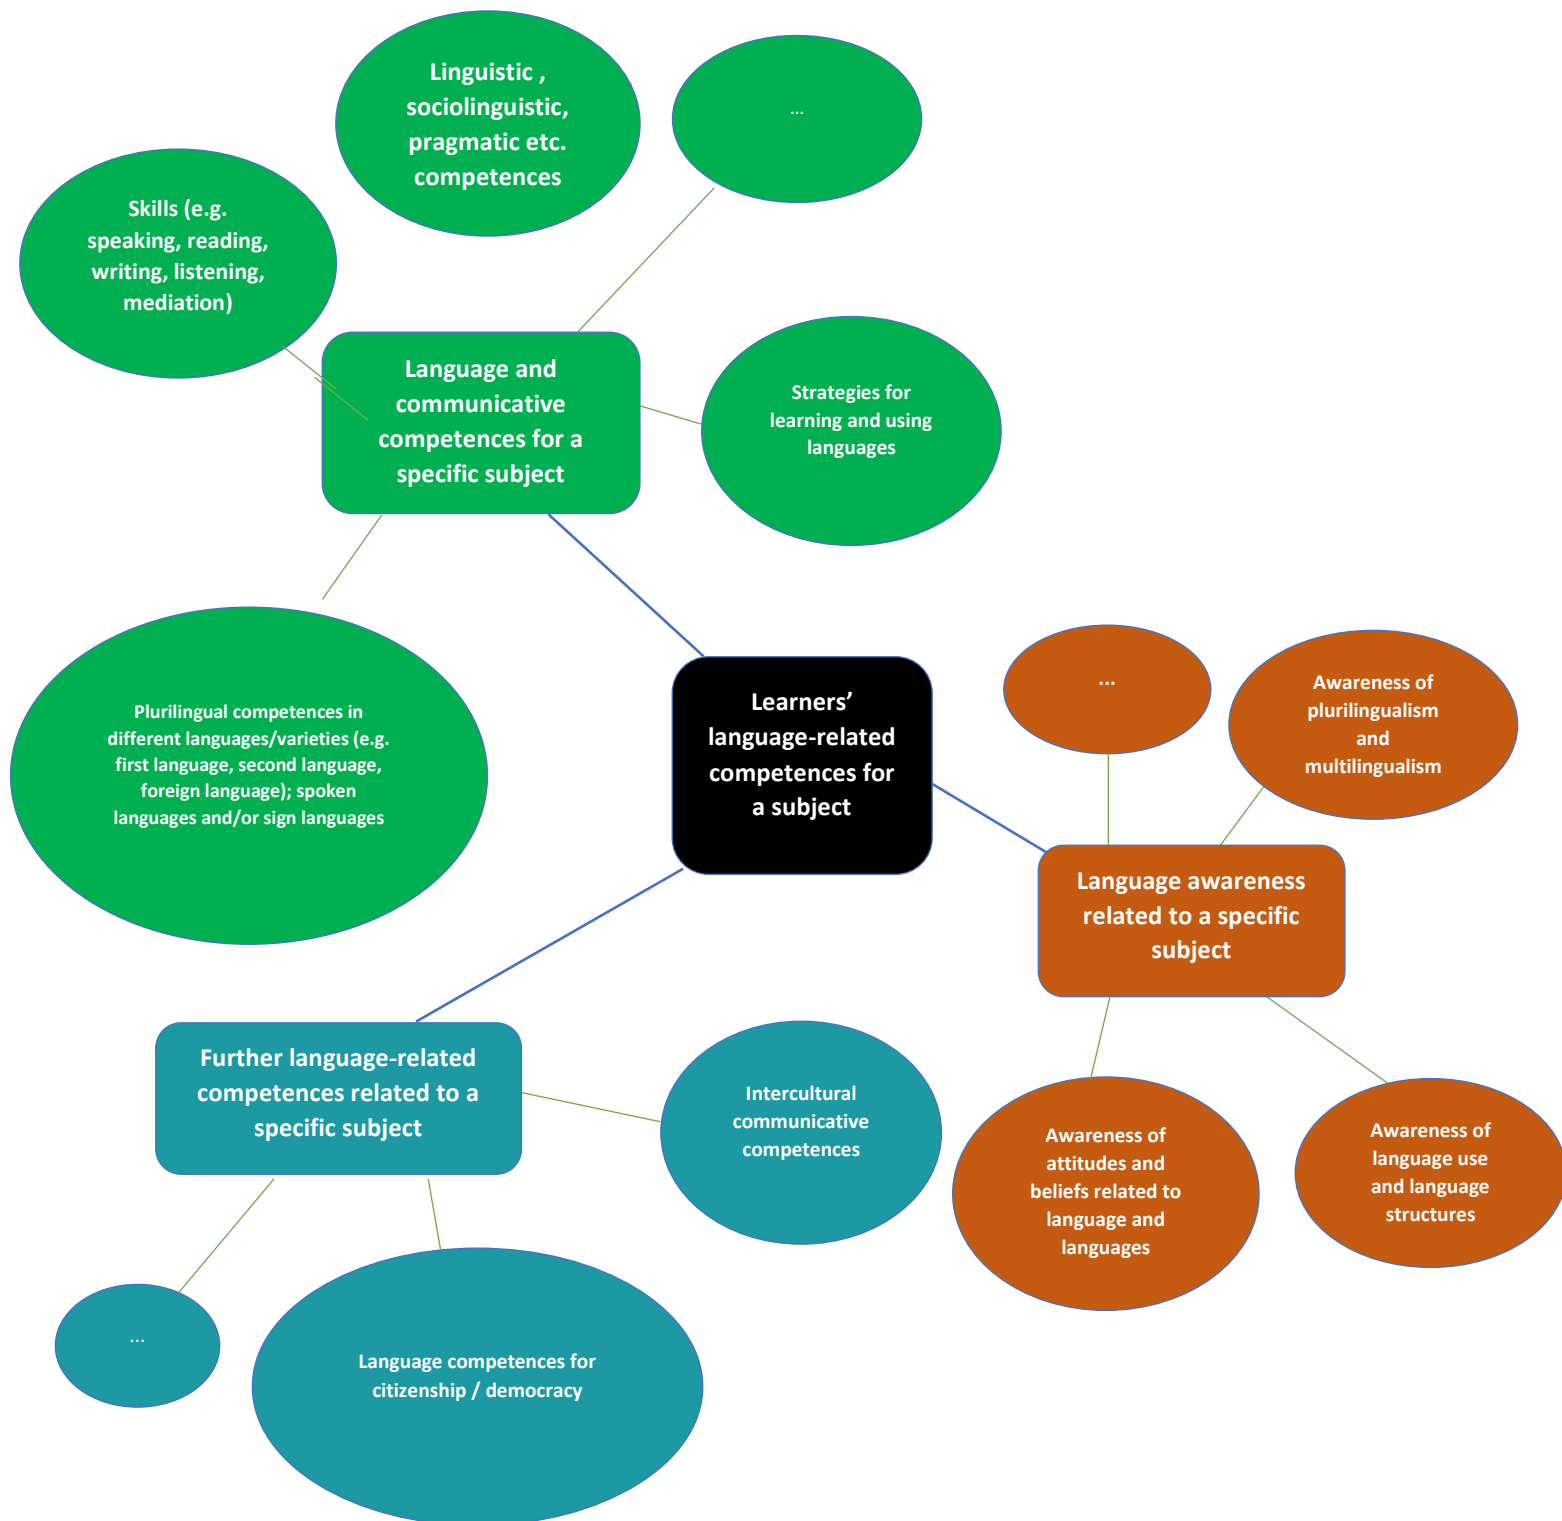 Linguistic ,
sociolinguistic,
pragmatic etc.
competences
...
Skills (e.g.
speaking, reading,
writing, listening,
mediation)
Language and
communicative
competences for a
specific subject
Strategies for
learning and using
languages
Plurilingual competences in
different languages/varieties (e.g.
first language, second language,
foreign language); spoken
languages and/or sign languages
Learners’
language-related
competences for
a subject
...
Awareness of
plurilingualism
and
multilingualism
Language awareness
related to a specific
subject
Further language-related
competences related to a
specific subject
Intercultural
communicative
competences
Awareness of
attitudes and
beliefs related to
language and
languages
Awareness of
language use
and language
structures
...
Language competences for
citizenship / democracy